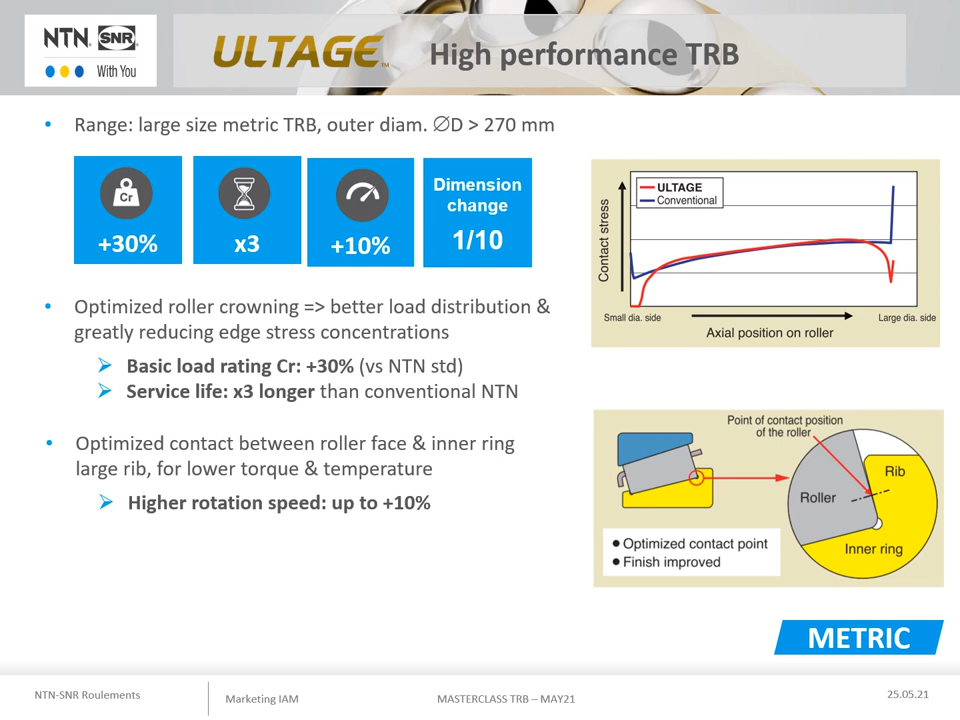 NTN SNR
With You
ULTAGE™
High performance TRB
• Range: large size metric TRB, outer diam. ∅D > 270 mm
Cr
+30%
x3
+10%
Dimension
change
1/10
ULTAGE
Conventional
Contact stress
Small dia. side
Large dia. side
Axial position on roller
• Optimized roller crowning => better load distribution &
greatly reducing edge stress concentrations
➢ Basic load rating Cr: +30% (vs NTN std)
➢ Service life: x3 longer than conventional NTN
• Optimized contact between roller face & inner ring
large rib, for lower torque & temperature
➢ Higher rotation speed: up to +10%
Point of contact position
of the roller
Rib
Roller
Inner ring
● Optimized contact point
● Finish improved
METRIC
NTN-SNR Roulements
Marketing IAM
MASTERCLASS TRB – MAY21
25.05.21